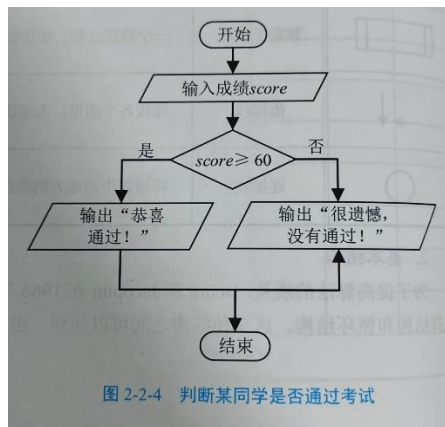 开始
输入成绩score
score≥60
是
否
输出“恭喜
通过！”
输出“很遗憾，
没有通过！”
结束
图 2-2-4 判断某同学是否通过考试